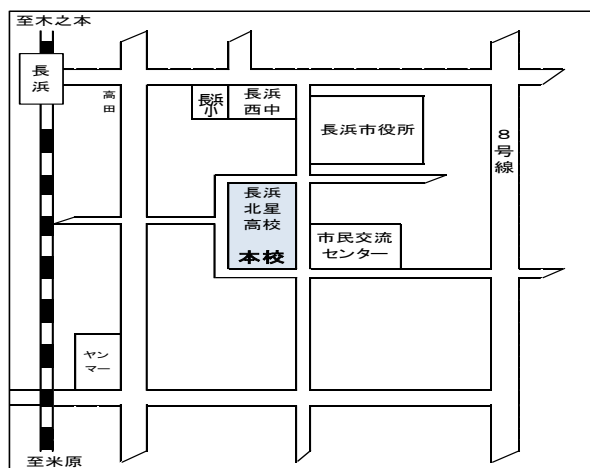 至木之本
長
浜
高
田
長浜
小
長浜
西中
長浜市役所
8
号
線
長浜
北星
高校
本校
市民交流
センター
ヤン
マー
至米原